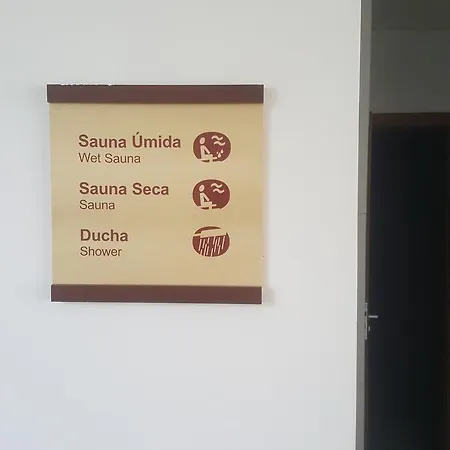 Sauna Úmida
Wet Sauna
Sauna Seca
Sauna
Ducha
Shower